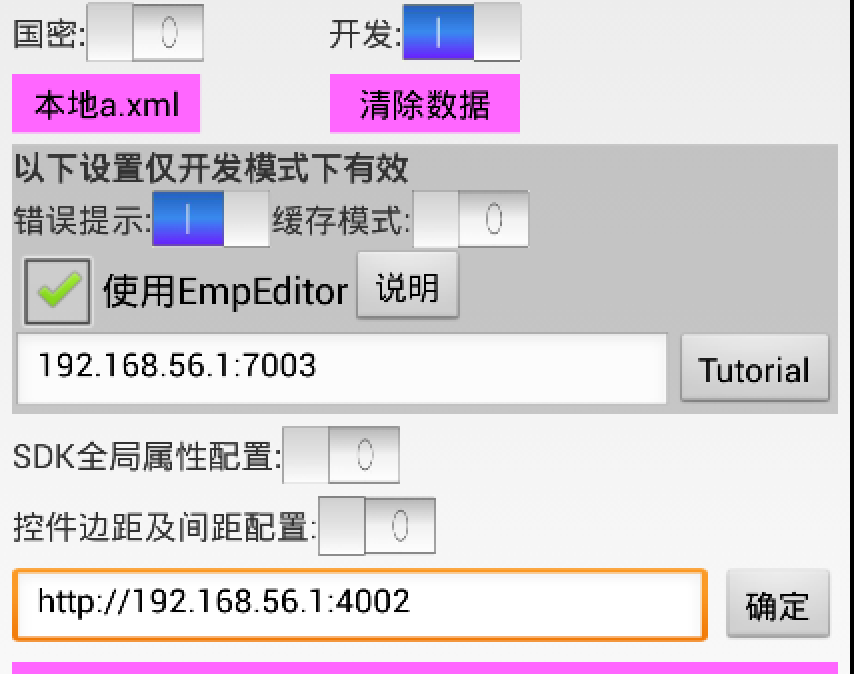 国密: 0 开发: |
本地a.xml 清除数据
以下设置仅开发模式下有效
错误提示: | 缓存模式: 0
使用EmpEditor 说明
192.168.56.1:7003 Tutorial
SDK全局属性配置: 0
控件边距及间距配置: 0
http://192.168.56.1:4002 确定